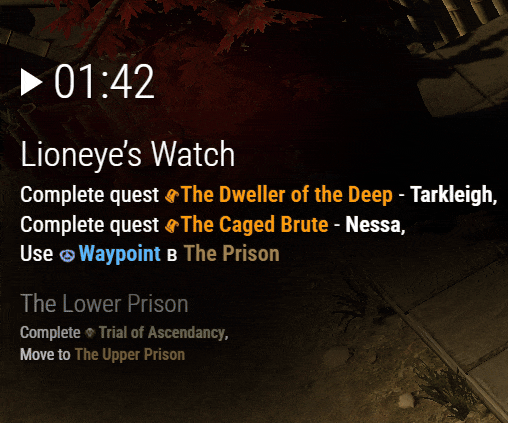 01:42
Lioneye's Watch
Complete quest The Dweller of the Deep - Tarkleigh,
Complete quest The Caged Brute - Nessa,
Use Waypoint в The Prison
The Lower Prison
Complete Trial of Ascendancy,
Move to The Upper Prison